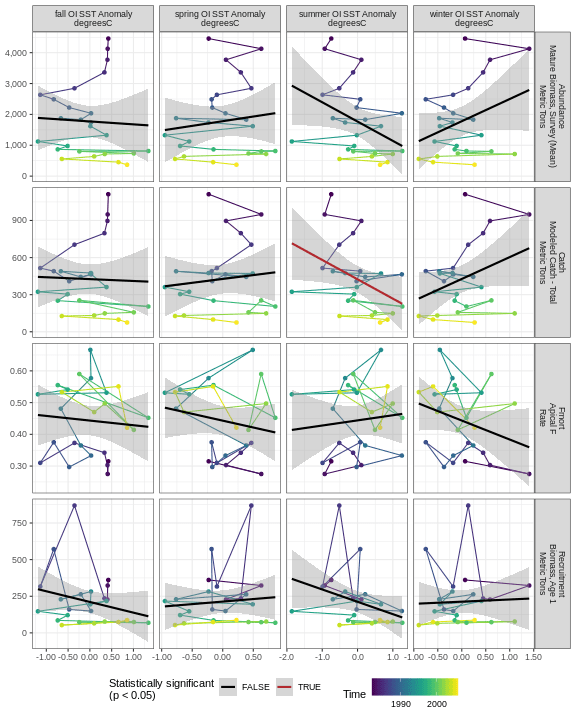 fall OI SST Anomaly
degreesC
spring OI SST Anomaly
degreesC
summer OI SST Anomaly
degreesC
winter OI SST Anomaly
degreesC
4,000
3,000
2,000
1,000
0
Abundance
Mature Biomass, Survey (Mean)
Metric Tons
900
600
300
0
Catch
Modeled Catch - Total
Metric Tons
0.60
0.50
0.40
0.30
Fmort
Apical F
Rate
750
500
250
0
Recruitment
Biomass, Age 1
Metric Tons
-1.00 -0.50 0.00 0.50 1.00
-1.00 -0.50 0.00 0.50
-2.0 -1.0 0.0 1.0
-1.00 -0.50 0.00 0.50 1.00 1.50
Statistically significant
(p < 0.05)
FALSE
TRUE
Time
1990 2000